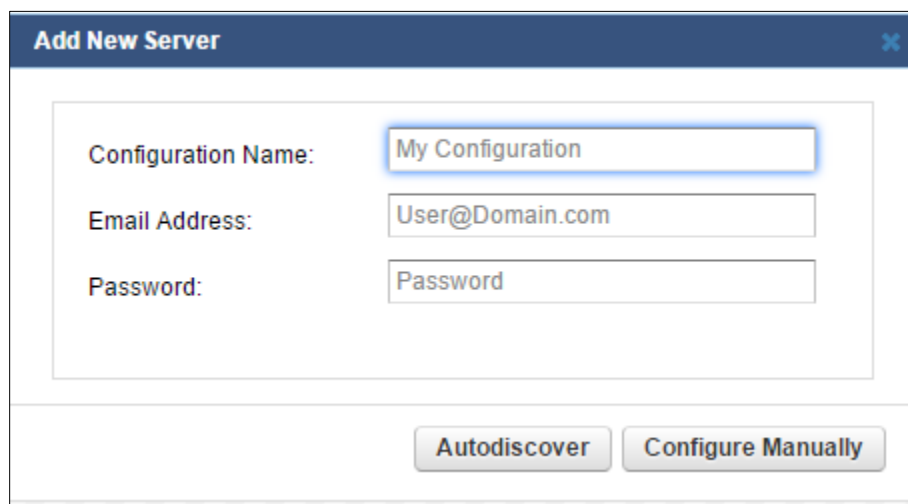 Add New Server
Configuration Name: My Configuration
Email Address: User@Domain.com
Password: Password
Autodiscover Configure Manually